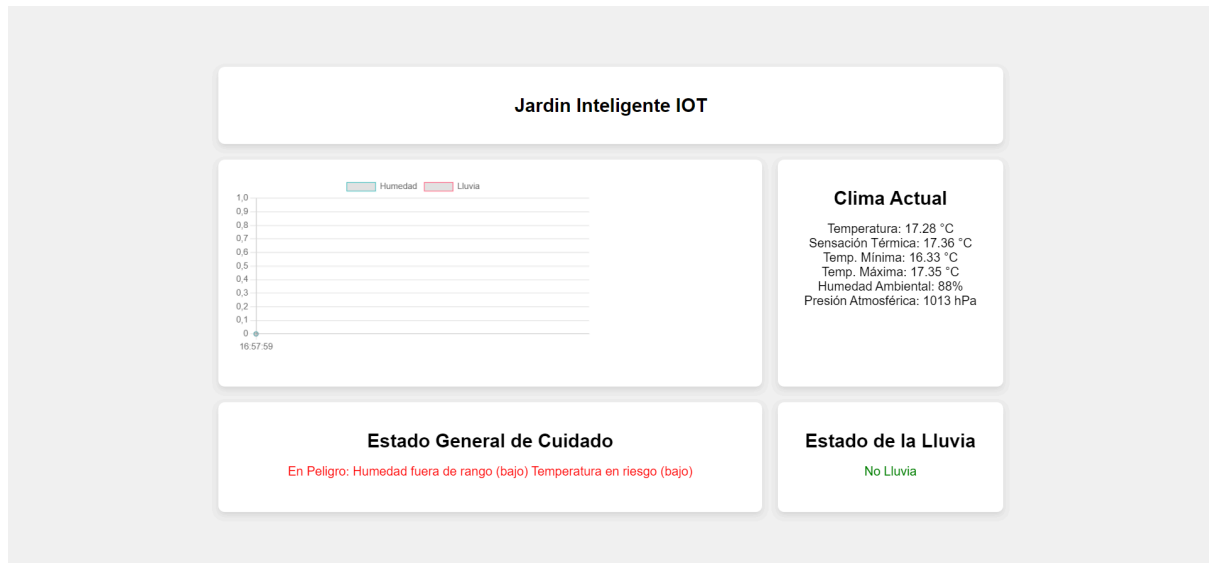 Jardin Inteligente IOT
Humedad Lluvia
1,0
0,9
0,8
0,7
0,6
0,5
0,4
0,3
0,2
0,1
0
16:57:59
Clima Actual
Temperatura: 17.28 °C
Sensación Térmica: 17.36 °C
Temp. Mínima: 16.33 °C
Temp. Máxima: 17.35 °C
Humedad Ambiental: 88%
Presión Atmosférica: 1013 hPa
Estado General de Cuidado
En Peligro: Humedad fuera de rango (bajo) Temperatura en riesgo (bajo)
Estado de la Lluvia
No Lluvia